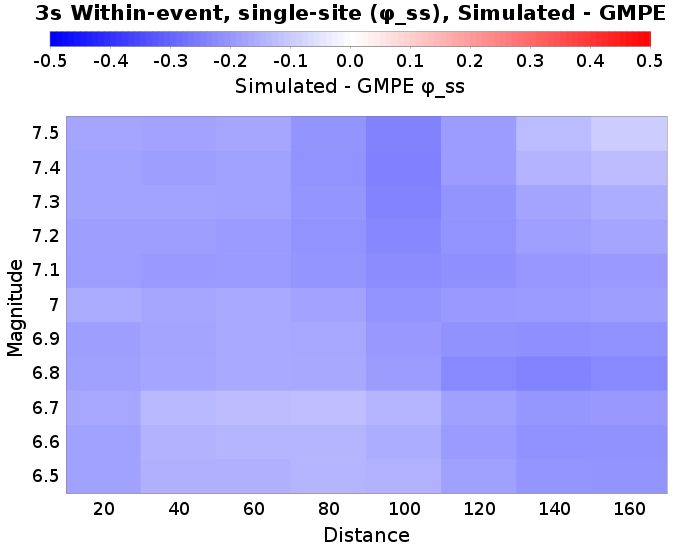 3s Within-event, single-site (φ_ss), Simulated - GMPE
-0.5 -0.4 -0.3 -0.2 -0.1 0.0 0.1 0.2 0.3 0.4 0.5
Simulated - GMPE φ_ss
Magnitude
7.5
7.4
7.3
7.2
7.1
7
6.9
6.8
6.7
6.6
6.5
20 40 60 80 100 120 140 160
Distance